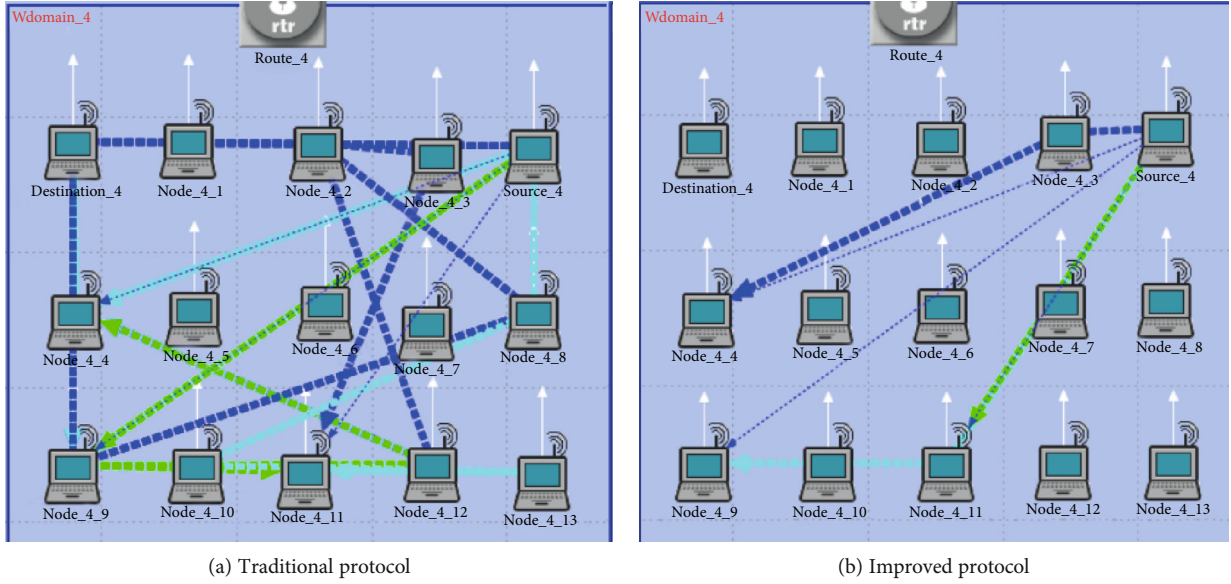 Wdomain_4
rtr
Route_4
Destination_4
Node_4_1
Node_4_2
Node_4_3
Source_4
Node_4_4
Node_4_5
Node_4_6
Node_4_7
Node_4_8
Node_4_9
Node_4_10
Node_4_11
Node_4_12
Node_4_13
(a) Traditional protocol
Wdomain_4
rtr
Route_4
Destination_4
Node_4_1
Node_4_2
Node_4_3
Source_4
Node_4_4
Node_4_5
Node_4_6
Node_4_7
Node_4_8
Node_4_9
Node_4_10
Node_4_11
Node_4_12
Node_4_13
(b) Improved protocol